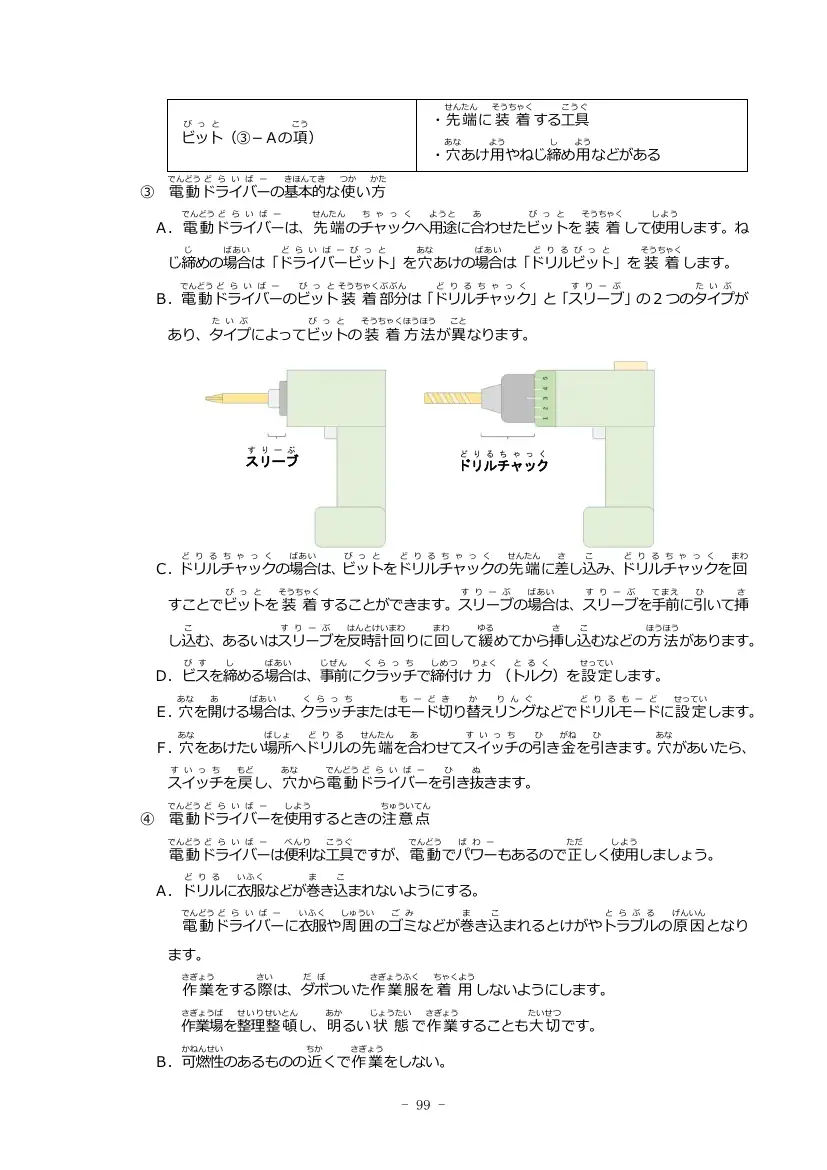 ビット（③－Aの項）
・先端に装着する工具
・穴あけ用やねじ締め用などがある
③　電動ドライバーの基本的な使い方
A．電動ドライバーは、先端のチャックへ用途に合わせたビットを装着して使用します。ね
じ締めの場合は「ドライバービット」を穴あけの場合は「ドリルビット」を装着します。
B．電動ドライバーのビット装着部分は「ドリルチャック」と「スリーブ」の２つのタイプが
あり、タイプによってビットの装着方法が異なります。
1 2 3 4 5
スリーブ
ドリルチャック
C．ドリルチャックの場合は、ビットをドリルチャックの先端に差し込み、ドリルチャックを回
すことでビットを装着することができます。スリーブの場合は、スリーブを手前に引いて挿
し込む、あるいはスリーブを反時計回りに回して緩めてから挿し込むなどの方法があります。
D．ビスを締める場合は、事前にクラッチで締付け力（トルク）を設定します。
E．穴を開ける場合は、クラッチまたはモード切り替えリングなどでドリルモードに設定します。
F．穴をあけたい場所へドリルの先端を合わせてスイッチの引き金を引きます。穴があいたら、
スイッチを戻し、穴から電動ドライバーを引き抜きます。
④　電動ドライバーを使用するときの注意点
電動ドライバーは便利な工具ですが、電動でパワーもあるので正しく使用しましょう。
A．ドリルに衣服などが巻き込まれないようにする。
電動ドライバーに衣服や周囲のゴミなどが巻き込まれるとけがやトラブルの原因となり
ます。
作業をする際は、ダボついた作業服を着用しないようにします。
作業場を整理整頓し、明るい状態で作業することも大切です。
B．可燃性のあるものの近くで作業をしない。
－ 99 －